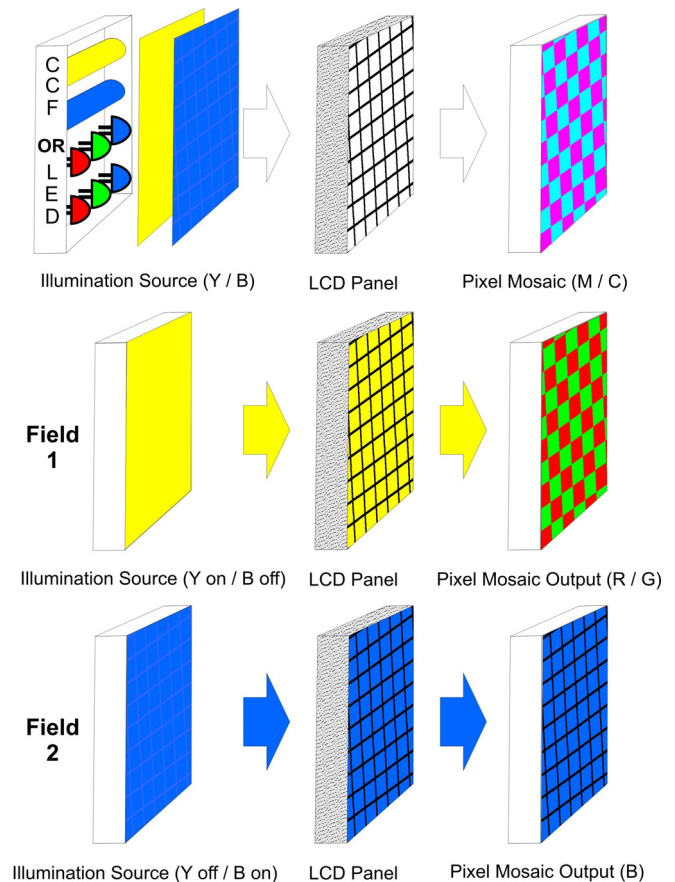 C
C
F
OR
L
E
D
Illumination Source (Y / B)
LCD Panel
Pixel Mosaic (M / C)
Field
1
Illumination Source (Y on / B off)
LCD Panel
Pixel Mosaic Output (R / G)
Field
2
Illumination Source (Y off / B on)
LCD Panel
Pixel Mosaic Output (B)